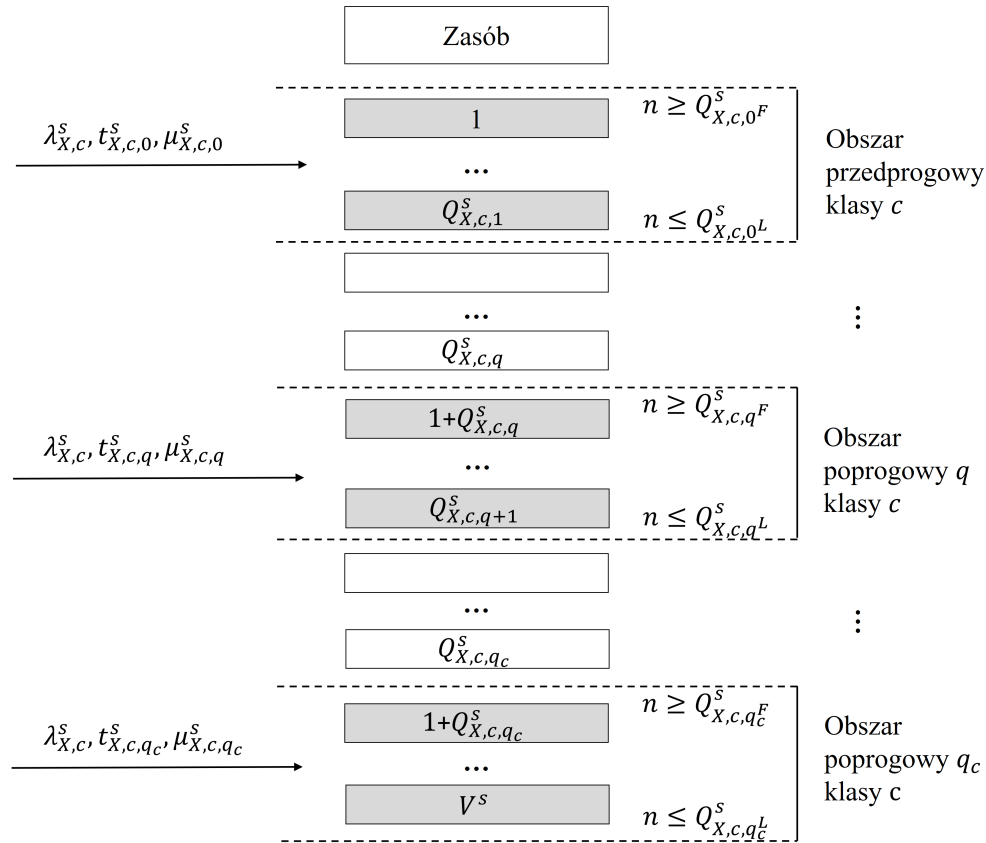 Zasób
λ^s_{X,c}, t^s_{X,c,0}, μ^s_{X,c,0}
1
...
Q^s_{X,c,1}
n ≥ Q^s_{X,c,0^F}
n ≤ Q^s_{X,c,0^L}
Obszar
przedprogowy
klasy c
...
Q^s_{X,c,q}
⋮
λ^s_{X,c}, t^s_{X,c,q}, μ^s_{X,c,q}
1+Q^s_{X,c,q}
...
Q^s_{X,c,q+1}
n ≥ Q^s_{X,c,q^F}
n ≤ Q^s_{X,c,q^L}
Obszar
poprogowy q
klasy c
...
Q^s_{X,c,q_c}
⋮
λ^s_{X,c}, t^s_{X,c,q_c}, μ^s_{X,c,q_c}
1+Q^s_{X,c,q_c}
...
V^s
n ≥ Q^s_{X,c,q_c^F}
n ≤ Q^s_{X,c,q_c^L}
Obszar
poprogowy q_c
klasy c